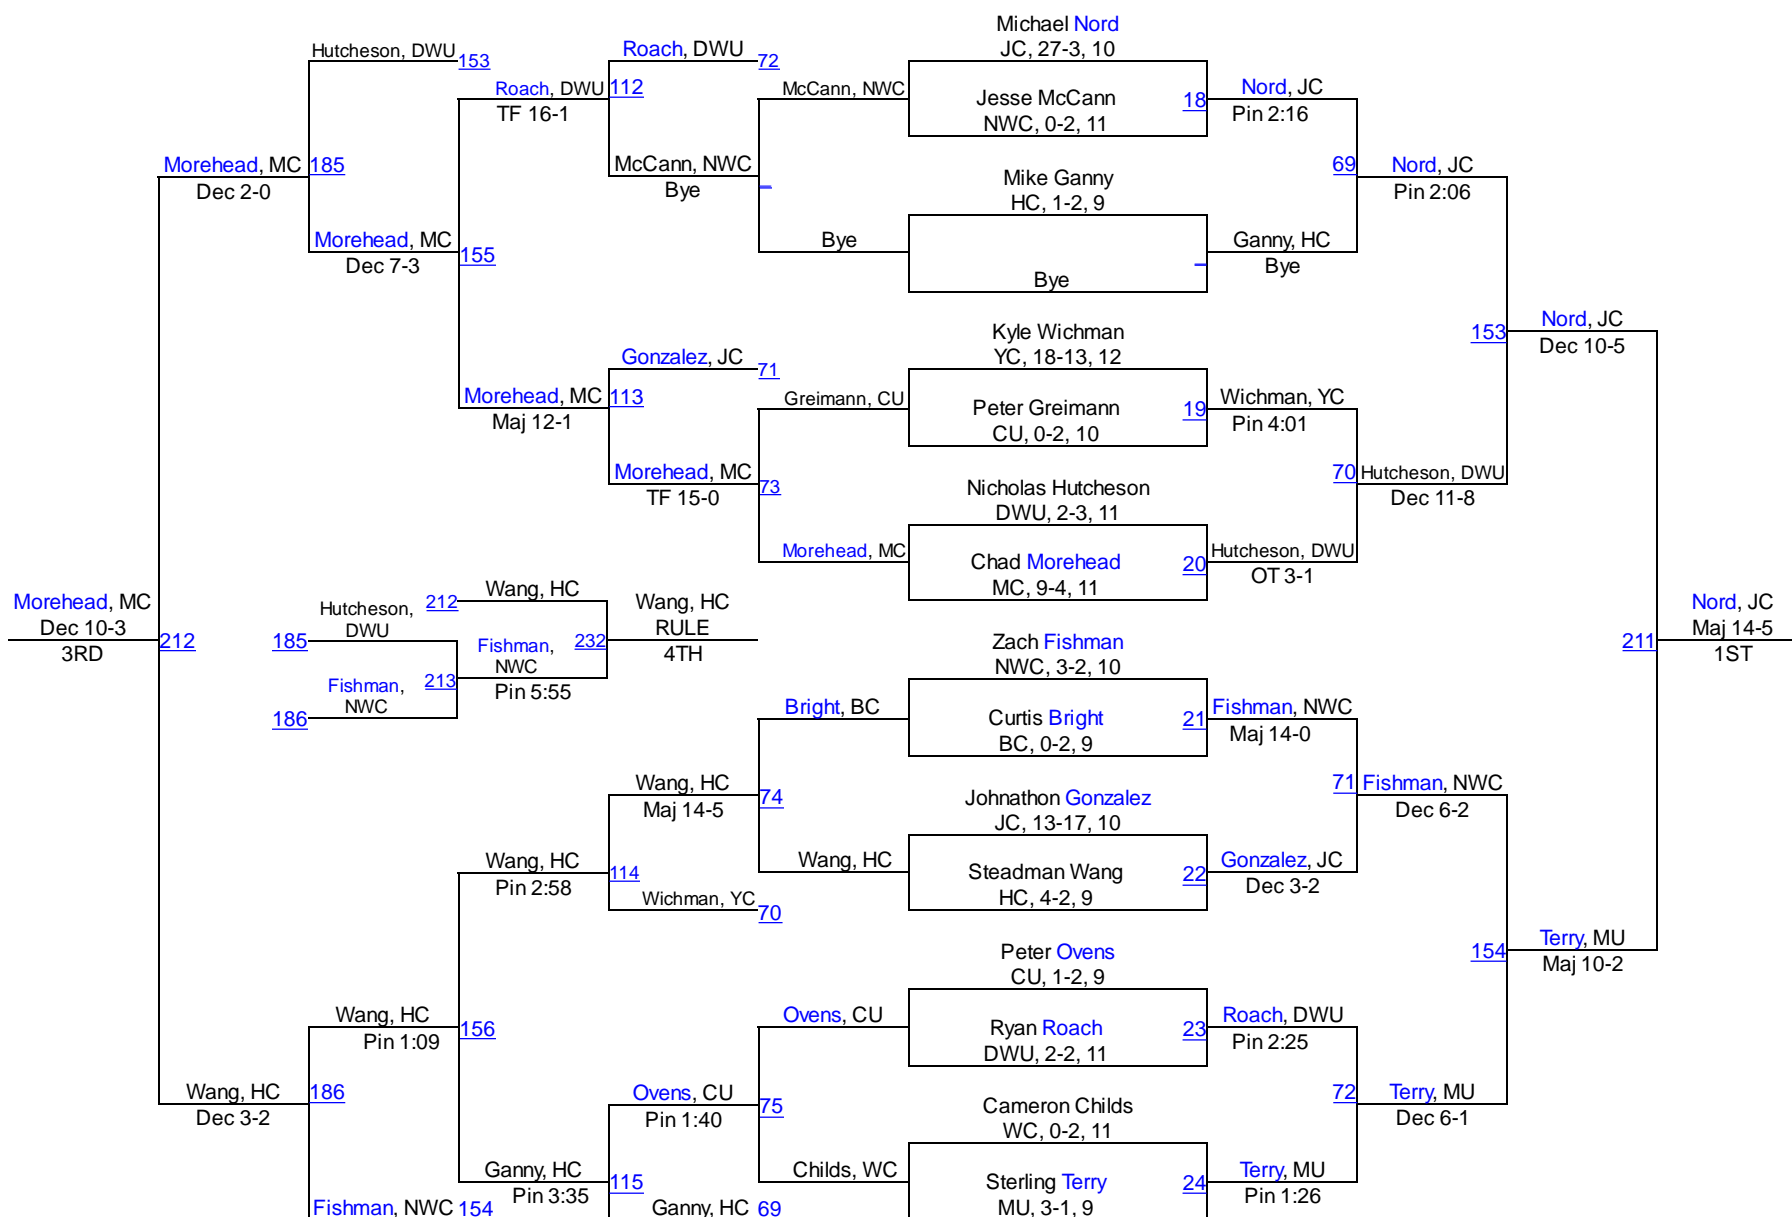 Michael Nord
JC, 27-3, 10
Hutcheson, DWU 153
Roach, DWU 72
Roach, DWU 112
TF 16-1
McCann, NWC
Jesse McCann 18
NWC, 0-2, 11
Nord, JC
Pin 2:16
Morehead, MC 185
Dec 2-0
McCann, NWC
Bye
Mike Ganny
HC, 1-2, 9
69 Nord, JC
Pin 2:06
Morehead, MC
Dec 7-3
155
Bye
Bye
Ganny, HC
Bye
Kyle Wichman
YC, 18-13, 12
153 Nord, JC
Dec 10-5
Gonzalez, JC 71
Morehead, MC 113
Maj 12-1
Greimann, CU
Peter Greimann 19
CU, 0-2, 10
Wichman, YC
Pin 4:01
Morehead, MC
TF 15-0
73
Nicholas Hutcheson
DWU, 2-3, 11
70 Hutcheson, DWU
Dec 11-8
Morehead, MC
Chad Morehead 20
MC, 9-4, 11
Hutcheson, DWU
OT 3-1
Morehead, MC
Dec 10-3
3RD
212
Hutcheson,
DWU
185
212 Wang, HC
Fishman,
NWC
186
213
Fishman,
NWC
Pin 5:55
232
Wang, HC
RULE
4TH
Zach Fishman
NWC, 3-2, 10
211
Nord, JC
Maj 14-5
1ST
Bright, BC
Curtis Bright 21
BC, 0-2, 9
Fishman, NWC
Maj 14-0
Wang, HC
Maj 14-5
74
Johnathon Gonzalez
JC, 13-17, 10
71 Fishman, NWC
Dec 6-2
Wang, HC
Pin 2:58
114
Wang, HC
Steadman Wang 22
HC, 4-2, 9
Gonzalez, JC
Dec 3-2
Wichman, YC 70
Peter Ovens
CU, 1-2, 9
154 Terry, MU
Maj 10-2
Wang, HC
Pin 1:09
156
Ovens, CU
Ryan Roach 23
DWU, 2-2, 11
Roach, DWU
Pin 2:25
Wang, HC
Dec 3-2
186
Ovens, CU
Pin 1:40
75
Cameron Childs
WC, 0-2, 11
72 Terry, MU
Dec 6-1
Ganny, HC
Pin 3:35
115
Childs, WC
Sterling Terry 24
MU, 3-1, 9
Terry, MU
Pin 1:26
Fishman, NWC 154
Ganny, HC 69